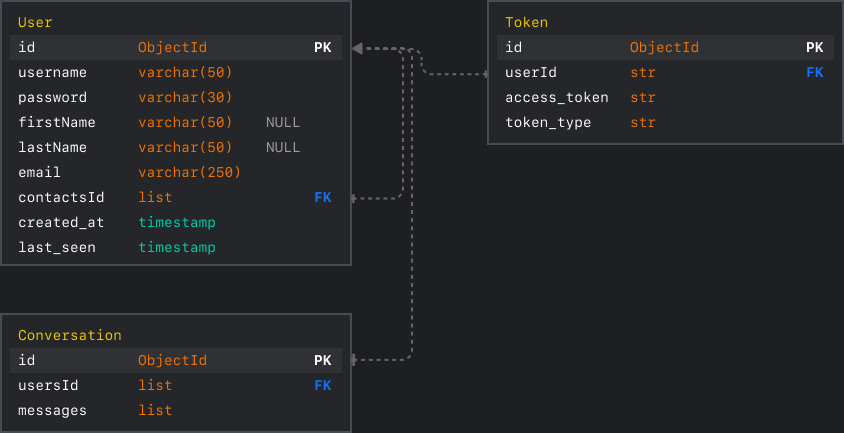 User
id ObjectId PK
username varchar(50)
password varchar(30)
firstName varchar(50) NULL
lastName varchar(50) NULL
email varchar(250)
contactsId list FK
created_at timestamp
last_seen timestamp
Token
id ObjectId PK
userId str FK
access_token str
token_type str
Conversation
id ObjectId PK
usersId list FK
messages list